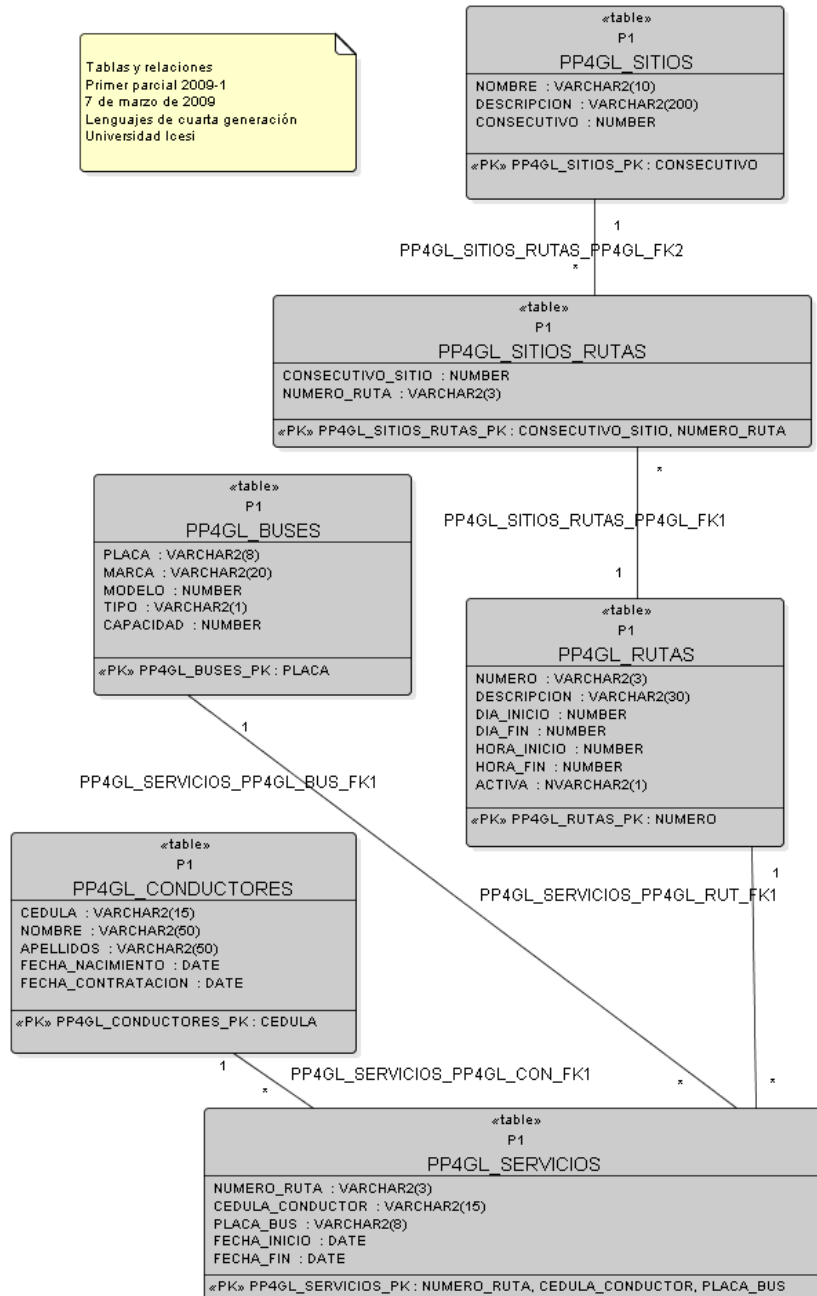 Tablas y relaciones
Primer parcial 2009-1
7 de marzo de 2009
Lenguajes de cuarta generación
Universidad Icesi
«table»
P1
PP4GL_SITIOS
NOMBRE : VARCHAR2(10)
DESCRIPCION : VARCHAR2(200)
CONSECUTIVO : NUMBER
«PK» PP4GL_SITIOS_PK : CONSECUTIVO
1
PP4GL_SITIOS_RUTAS_PP4GL_FK2
*
«table»
P1
PP4GL_SITIOS_RUTAS
CONSECUTIVO_SITIO : NUMBER
NUMERO_RUTA : VARCHAR2(3)
«PK» PP4GL_SITIOS_RUTAS_PK : CONSECUTIVO_SITIO, NUMERO_RUTA
*
PP4GL_SITIOS_RUTAS_PP4GL_FK1
1
«table»
P1
PP4GL_BUSES
PLACA : VARCHAR2(8)
MARCA : VARCHAR2(20)
MODELO : NUMBER
TIPO : VARCHAR2(1)
CAPACIDAD : NUMBER
«PK» PP4GL_BUSES_PK : PLACA
1
PP4GL_SERVICIOS_PP4GL_BUS_FK1
«table»
P1
PP4GL_RUTAS
NUMERO : VARCHAR2(3)
DESCRIPCION : VARCHAR2(30)
DIA_INICIO : NUMBER
DIA_FIN : NUMBER
HORA_INICIO : NUMBER
HORA_FIN : NUMBER
ACTIVA : NVARCHAR2(1)
«PK» PP4GL_RUTAS_PK : NUMERO
1
PP4GL_SERVICIOS_PP4GL_RUT_FK1
«table»
P1
PP4GL_CONDUCTORES
CEDULA : VARCHAR2(15)
NOMBRE : VARCHAR2(50)
APELLIDOS : VARCHAR2(50)
FECHA_NACIMIENTO : DATE
FECHA_CONTRATACION : DATE
«PK» PP4GL_CONDUCTORES_PK : CEDULA
1
PP4GL_SERVICIOS_PP4GL_CON_FK1
*
*
*
«table»
P1
PP4GL_SERVICIOS
NUMERO_RUTA : VARCHAR2(3)
CEDULA_CONDUCTOR : VARCHAR2(15)
PLACA_BUS : VARCHAR2(8)
FECHA_INICIO : DATE
FECHA_FIN : DATE
«PK» PP4GL_SERVICIOS_PK : NUMERO_RUTA, CEDULA_CONDUCTOR, PLACA_BUS